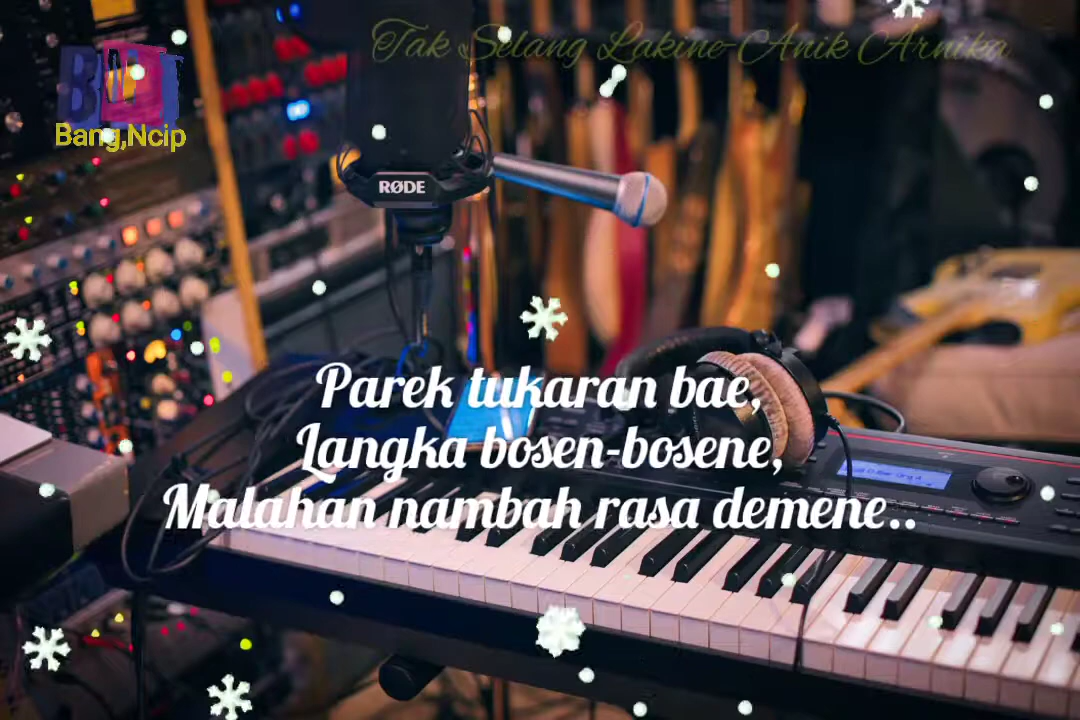 Tak Selang Lakine-Anik Arnika
Bang,Ncip
RØDE
Parek tukaran bae,
Langka bosen-bosene,
Malahan nambah rasa demene..